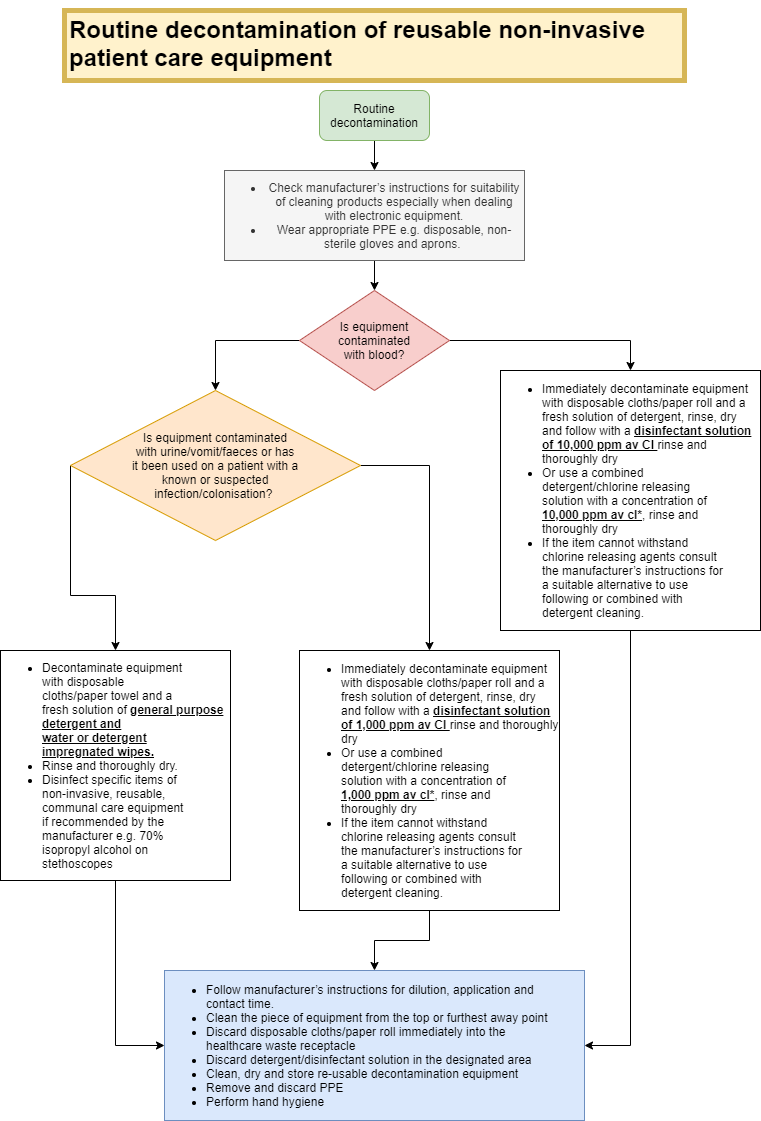 Routine decontamination of reusable non-invasive
patient care equipment
Routine
decontamination
• Check manufacturer's instructions for suitability
of cleaning products especially when dealing
with electronic equipment.
• Wear appropriate PPE e.g. disposable, non-
sterile gloves and aprons.
Is equipment
contaminated
with blood?
Is equipment contaminated
with urine/vomit/faeces or has
it been used on a patient with a
known or suspected
infection/colonisation?
• Immediately decontaminate equipment
with disposable cloths/paper roll and a
fresh solution of detergent, rinse, dry
and follow with a disinfectant solution
of 10,000 ppm av Cl rinse and
thoroughly dry
• Or use a combined
detergent/chlorine releasing
solution with a concentration of
10,000 ppm av cl*, rinse and
thoroughly dry
• If the item cannot withstand
chlorine releasing agents consult
the manufacturer's instructions for
a suitable alternative to use
following or combined with
detergent cleaning.
• Decontaminate equipment
with disposable
cloths/paper towel and a
fresh solution of general purpose
detergent and
water or detergent
impregnated wipes.
• Rinse and thoroughly dry.
• Disinfect specific items of
non-invasive, reusable,
communal care equipment
if recommended by the
manufacturer e.g. 70%
isopropyl alcohol on
stethoscopes
• Immediately decontaminate equipment
with disposable cloths/paper roll and a
fresh solution of detergent, rinse, dry
and follow with a disinfectant solution
of 1,000 ppm av Cl rinse and thoroughly
dry
• Or use a combined
detergent/chlorine releasing
solution with a concentration of
1,000 ppm av cl*, rinse and
thoroughly dry
• If the item cannot withstand
chlorine releasing agents consult
the manufacturer's instructions for
a suitable alternative to use
following or combined with
detergent cleaning.
• Follow manufacturer's instructions for dilution, application and
contact time.
• Clean the piece of equipment from the top or furthest away point
• Discard disposable cloths/paper roll immediately into the
healthcare waste receptacle
• Discard detergent/disinfectant solution in the designated area
• Clean, dry and store re-usable decontamination equipment
• Remove and discard PPE
• Perform hand hygiene